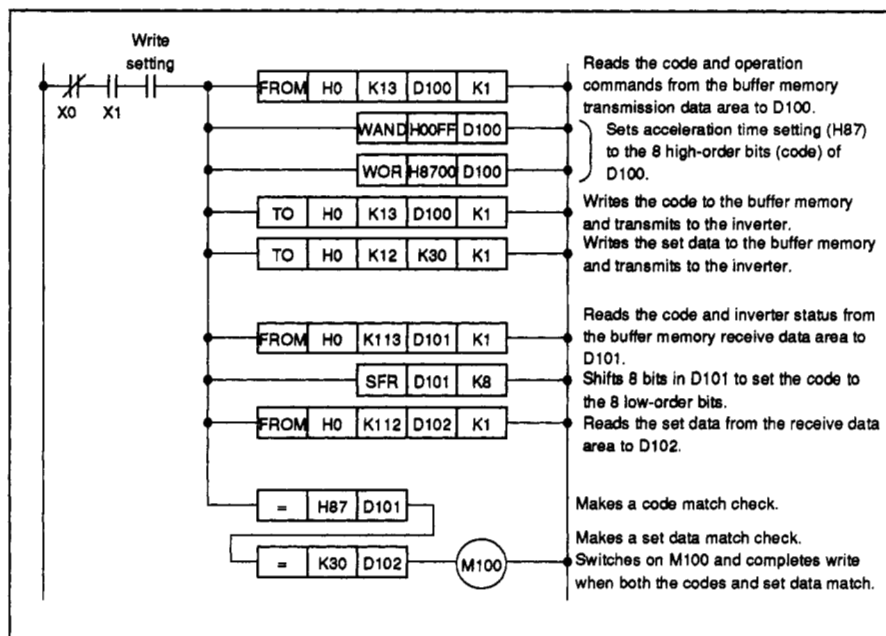 Write
setting
X0 X1
FROM H0 K13 D100 K1
Reads the code and operation
commands from the buffer memory
transmission data area to D100.
WAND H00FF D100
WOR H8700 D100
Sets acceleration time setting (H87)
to the 8 high-order bits (code) of
D100.
TO H0 K13 D100 K1
Writes the code to the buffer memory
and transmits to the inverter.
TO H0 K12 K30 K1
Writes the set data to the buffer memory
and transmits to the inverter.
FROM H0 K113 D101 K1
Reads the code and inverter status from
the buffer memory receive data area to
D101.
SFR D101 K8
Shifts 8 bits in D101 to set the code to
the 8 low-order bits.
FROM H0 K112 D102 K1
Reads the set data from the receive data
area to D102.
= H87 D101
Makes a code match check.
= K30 D102 M100
Makes a set data match check.
Switches on M100 and completes write
when both the codes and set data match.